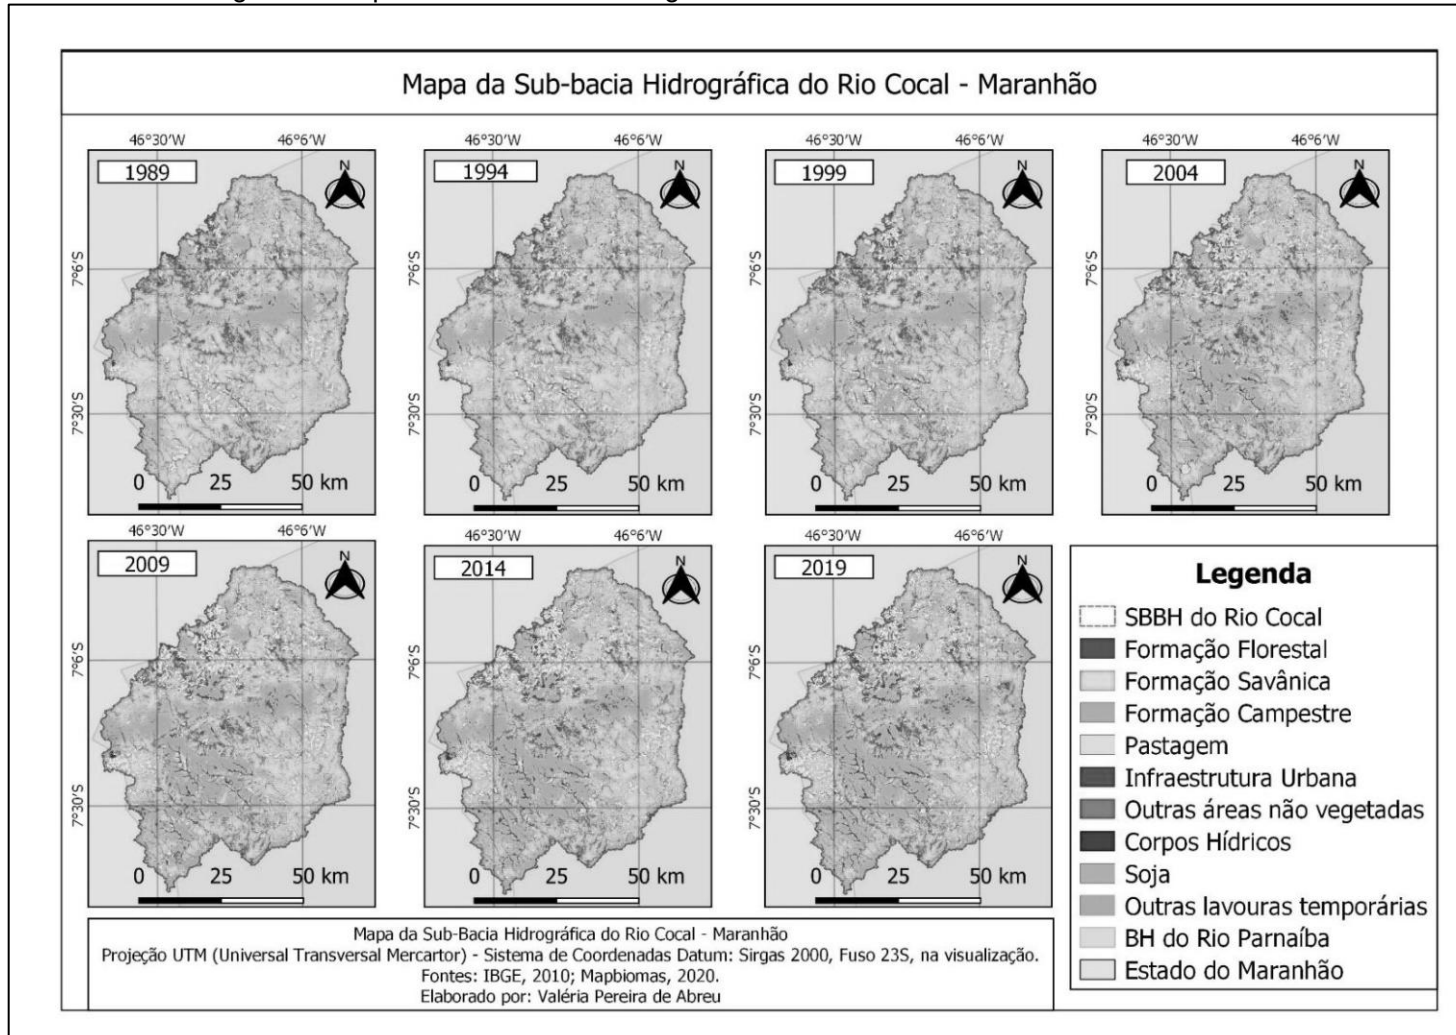 Mapa da Sub-bacia Hidrográfica do Rio Cocal - Maranhão
46°30'W 46°6'W 46°30'W 46°6'W 46°30'W 46°6'W 46°30'W 46°6'W
1989 N 1994 N 1999 N 2004 N
7°6'S 7°6'S 7°6'S 7°6'S
7°30'S 7°30'S 7°30'S 7°30'S
0 25 50 km 0 25 50 km 0 25 50 km 0 25 50 km
46°30'W 46°6'W 46°30'W 46°6'W 46°30'W 46°6'W
2009 N 2014 N 2019 N
7°6'S 7°6'S 7°6'S
7°30'S 7°30'S 7°30'S
0 25 50 km 0 25 50 km 0 25 50 km
Legenda
SBBH do Rio Cocal
Formação Florestal
Formação Savânica
Formação Campestre
Pastagem
Infraestrutura Urbana
Outras áreas não vegetadas
Corpos Hídricos
Soja
Outras lavouras temporárias
BH do Rio Parnaíba
Estado do Maranhão
Mapa da Sub-Bacia Hidrográfica do Rio Cocal - Maranhão
Projeção UTM (Universal Transversal Mercartor) - Sistema de Coordenadas Datum: Sirgas 2000, Fuso 23S, na visualização.
Fontes: IBGE, 2010; Mapbiomas, 2020.
Elaborado por: Valéria Pereira de Abreu